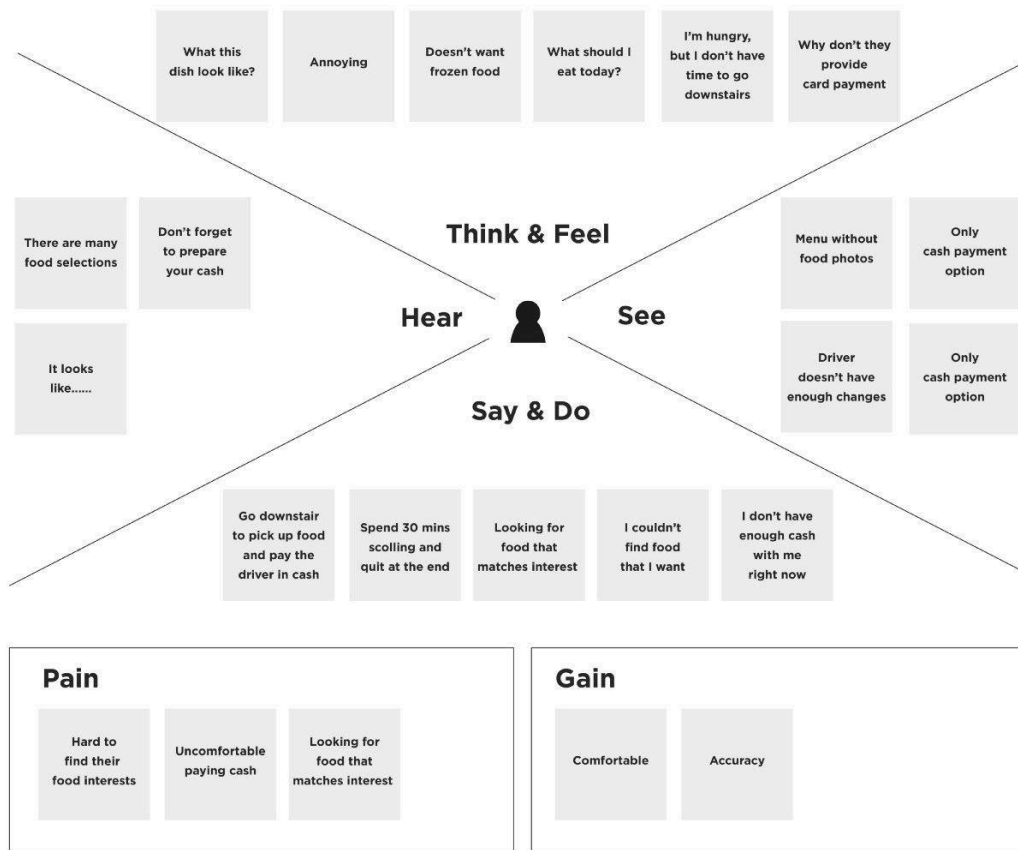 What this
dish look like?
Annoying
Doesn't want
frozen food
What should I
eat today?
I'm hungry,
but I don't have
time to go
downstairs
Why don't they
provide
card payment
Think & Feel
There are many
food selections
Don't forget
to prepare
your cash
It looks
like......
Hear
See
Menu without
food photos
Only
cash payment
option
Driver
doesn't have
enough changes
Only
cash payment
option
Say & Do
Go downstair
to pick up food
and pay the
driver in cash
Spend 30 mins
scolling and
quit at the end
Looking for
food that
matches interest
I couldn't
find food
that I want
I don't have
enough cash
with me
right now
Pain
Hard to
find their
food interests
Uncomfortable
paying cash
Looking for
food that
matches interest
Gain
Comfortable
Accuracy